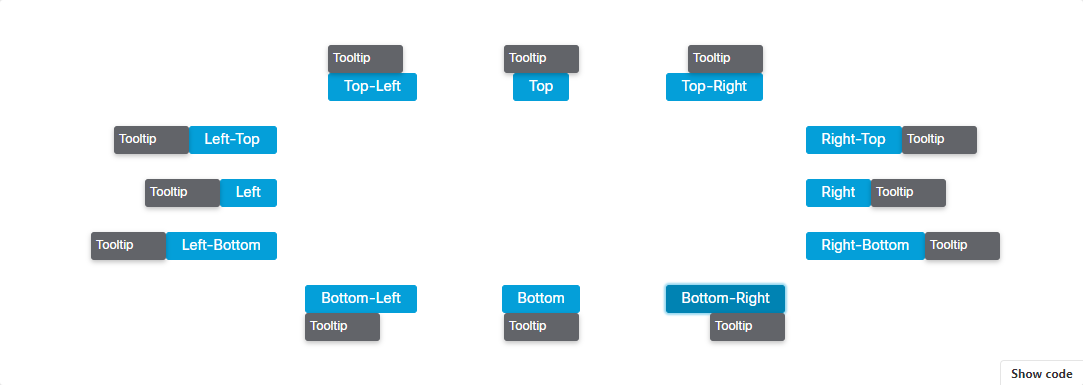 Tooltip Tooltip Tooltip
Top-Left Top Top-Right
Tooltip Left-Top Right-Top Tooltip
Tooltip Left Right Tooltip
Tooltip Left-Bottom Right-Bottom Tooltip
Bottom-Left Bottom Bottom-Right
Tooltip Tooltip Tooltip
Show code